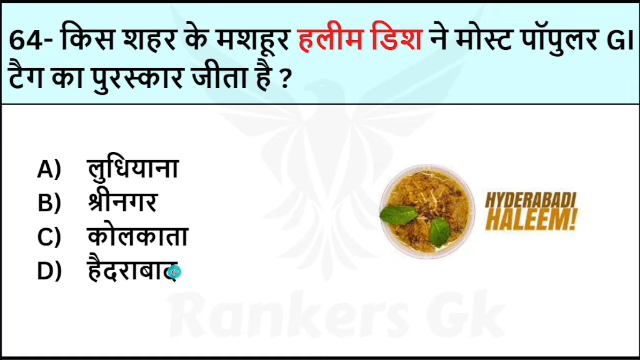 64- किस शहर के मशहूर हलीम डिश ने मोस्ट पॉपुलर GI
टैग का पुरस्कार जीता है ?
A) लुधियाना
B) श्रीनगर
C) कोलकाता
D) हैदराबाद
HYDERABADI
HALEEM!
Rankers Gk